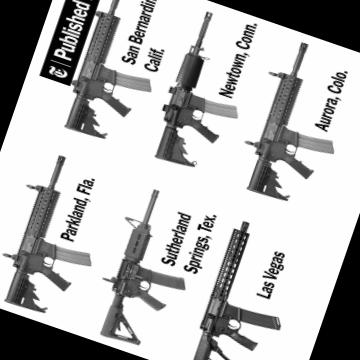 Published
San Bernardino
Calif.
Newtown, Conn.
Aurora, Colo.
Parkland, Fla.
Sutherland
Springs, Tex.
Las Vegas